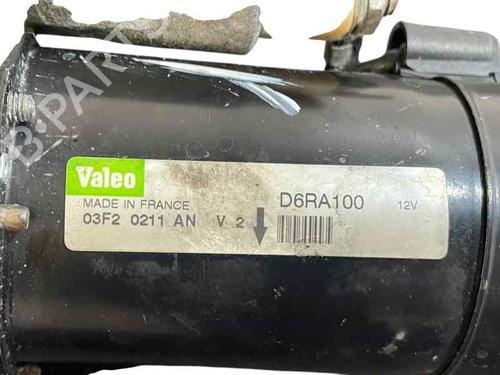 Valeo
MADE IN FRANCE
03F2 0211 AN V 2
D6RA100 12V
B-PARTS